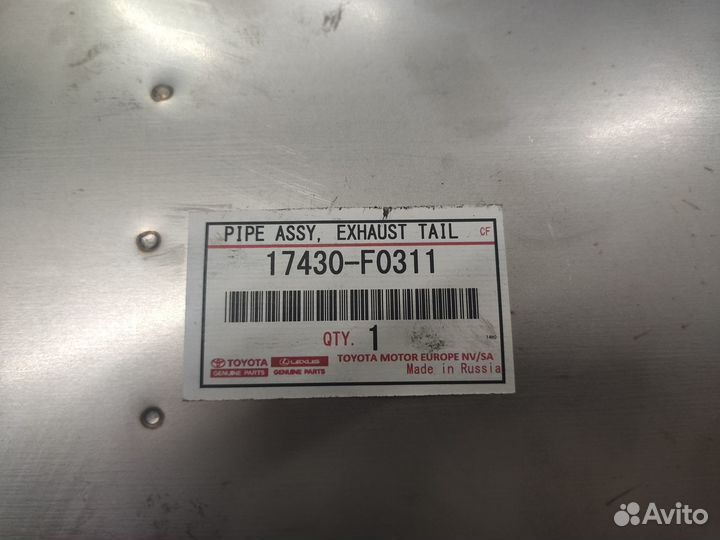 PIPE ASSY, EXHAUST TAIL CF
17430-F0311
QTY. 1
TOYOTA LEXUS TOYOTA MOTOR EUROPE NV/SA
GENUINE PARTS GENUINE PARTS Made in Russia
Avito